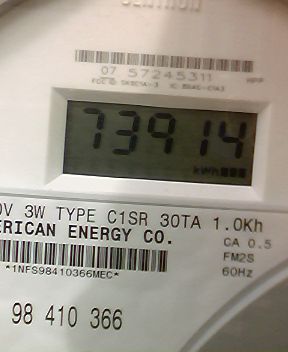 CENTRON
07 57245311
73914
kWh
0V 3W TYPE C1SR 30TA 1.0Kh
ERICAN ENERGY CO.
CA 0.5
FM2S
60Hz
*1NFS98410366MEC*
98 410 366